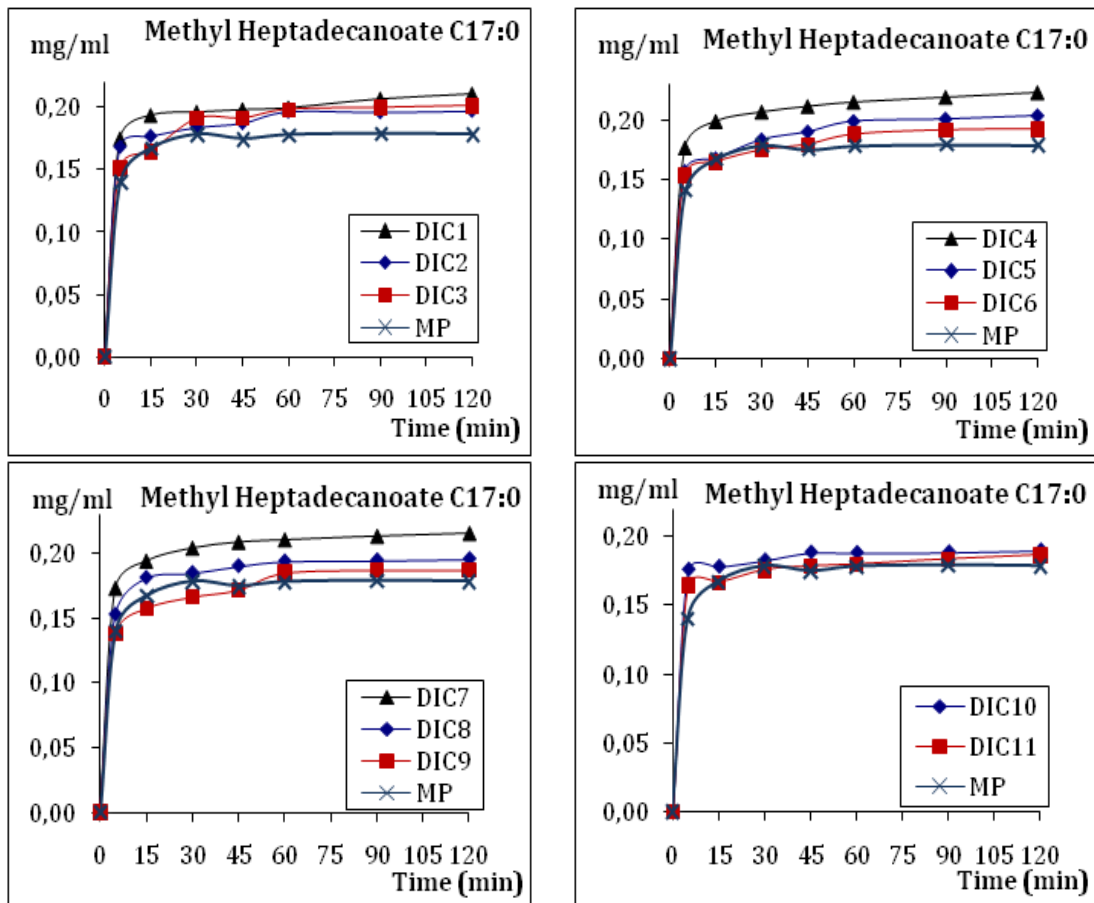 Methyl Heptadecanoate C17:0
mg/ml
0,20
0,15
0,10
0,05
0,00
DIC1
DIC2
DIC3
MP
0 15 30 45 60 75 90 105 120
Time (min)
Methyl Heptadecanoate C17:0
mg/ml
0,20
0,15
0,10
0,05
0,00
DIC4
DIC5
DIC6
MP
0 15 30 45 60 75 90 105 120
Time (min)
Methyl Heptadecanoate C17:0
mg/ml
0,20
0,15
0,10
0,05
0,00
DIC7
DIC8
DIC9
MP
0 15 30 45 60 75 90 105 120
Time (min)
Methyl Heptadecanoate C17:0
mg/ml
0,20
0,15
0,10
0,05
0,00
DIC10
DIC11
MP
0 15 30 45 60 75 90 105 120
Time (min)